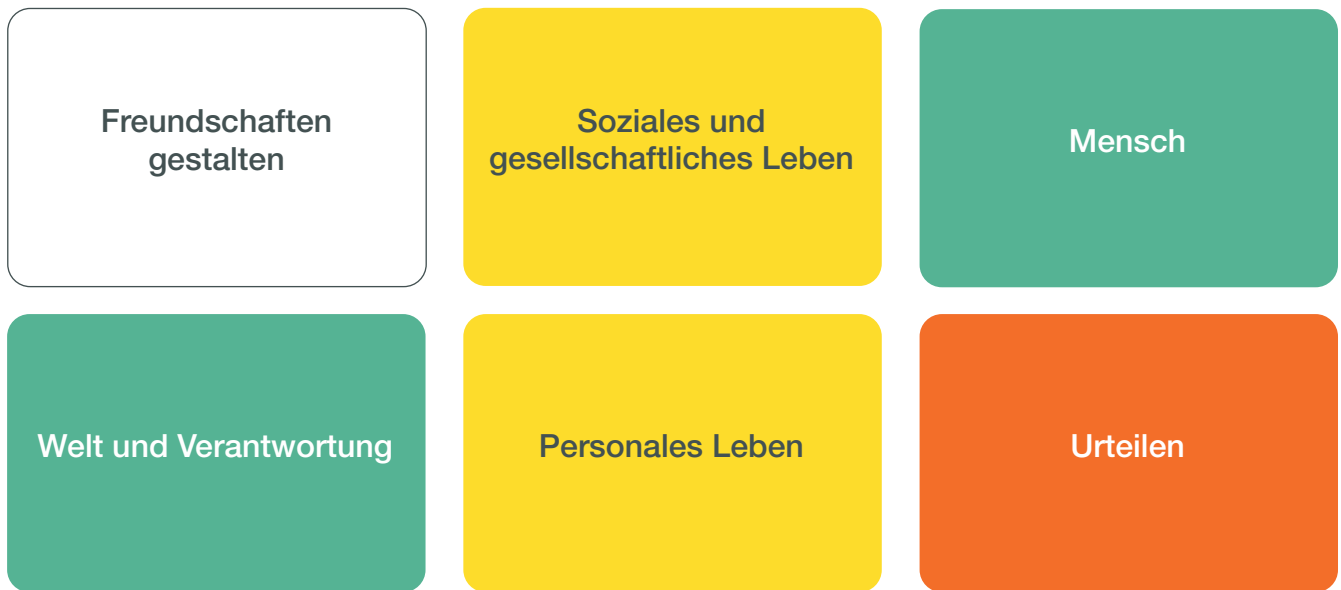 Freundschaften
gestalten
Soziales und
gesellschaftliches Leben
Mensch
Welt und Verantwortung
Personales Leben
Urteilen